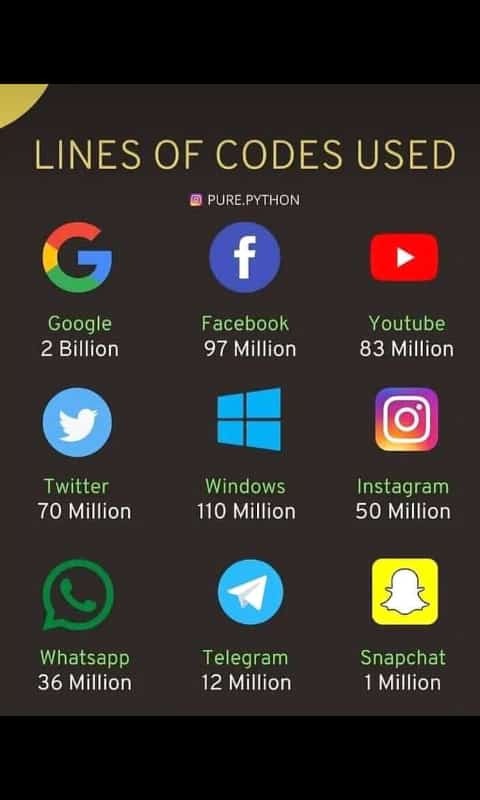 LINES OF CODES USED
PURE.PYTHON
Google Facebook Youtube
2 Billion 97 Million 83 Million
Twitter Windows Instagram
70 Million 110 Million 50 Million
Whatsapp Telegram Snapchat
36 Million 12 Million 1 Million